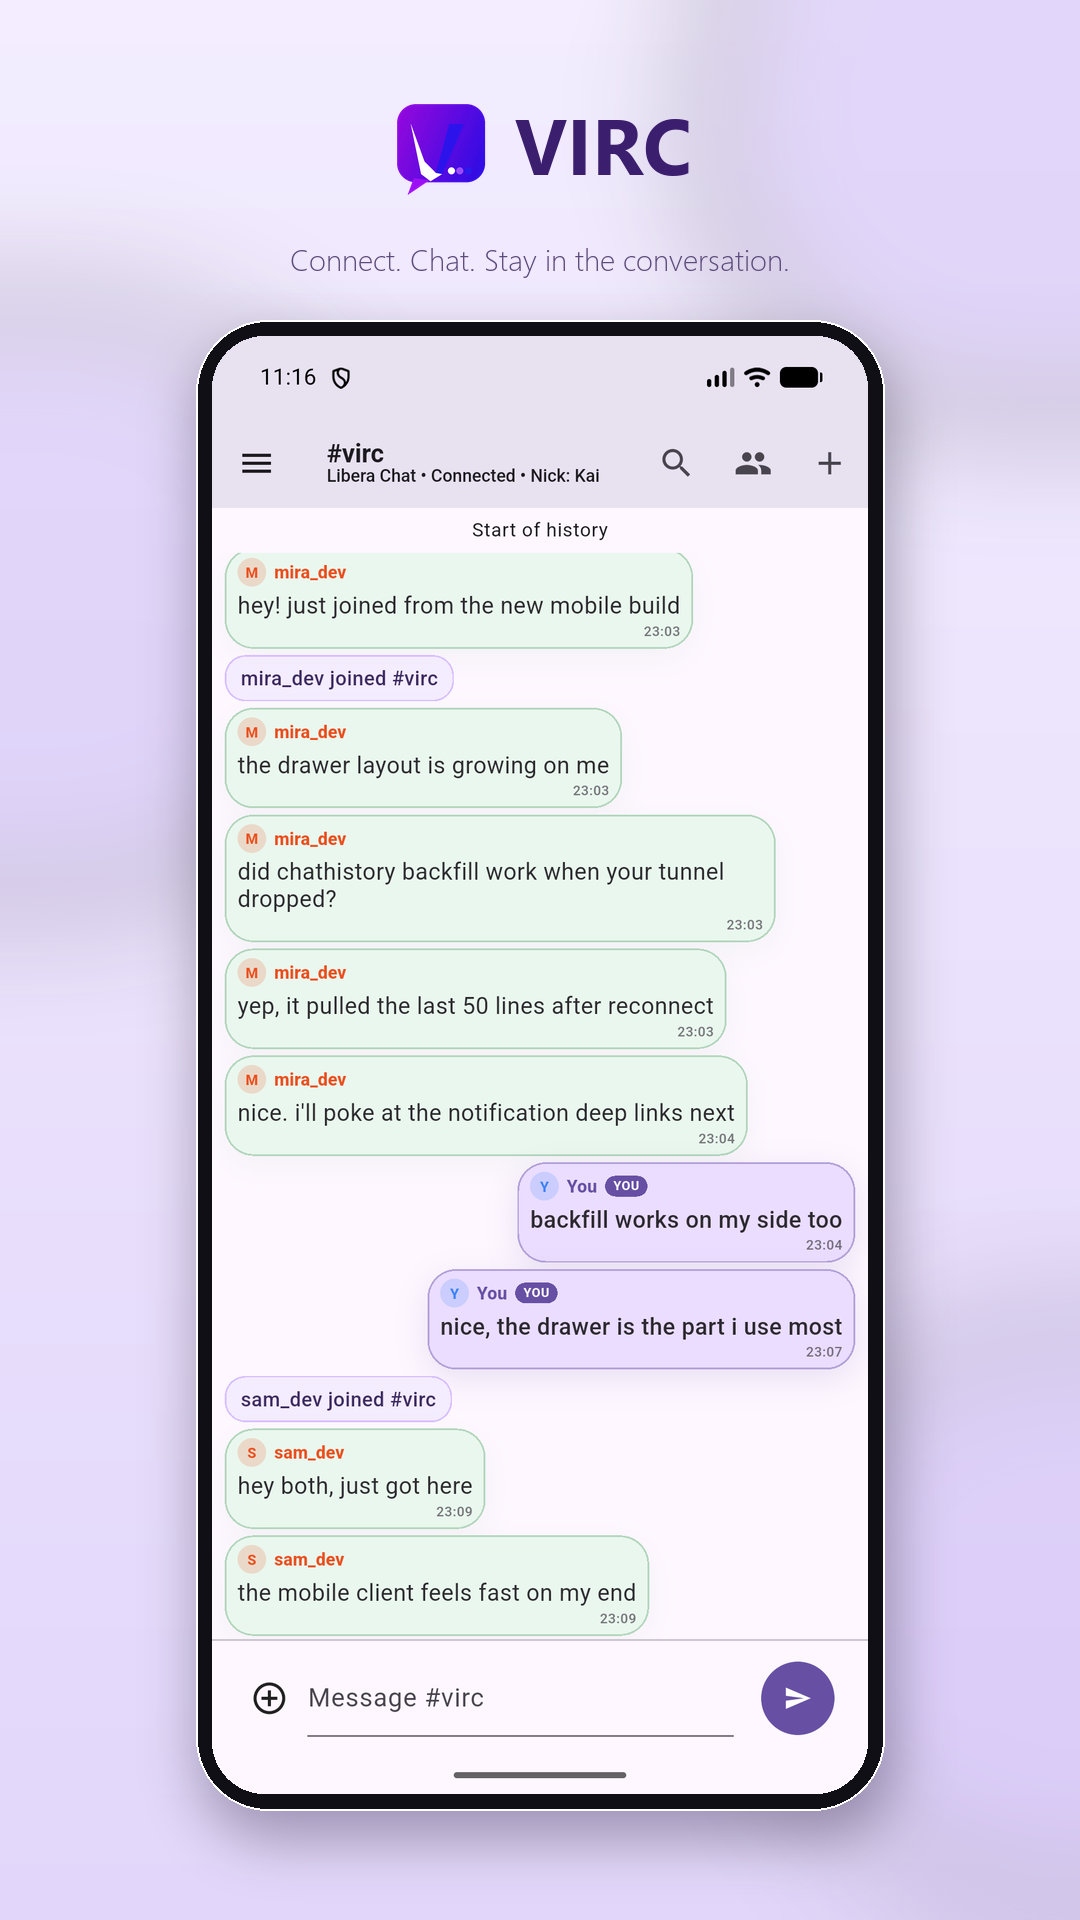 VIRC
Connect. Chat. Stay in the conversation.
11:16
#virc
Libera Chat • Connected • Nick: Kai
Start of history
M mira_dev
hey! just joined from the new mobile build
23:03
mira_dev joined #virc
M mira_dev
the drawer layout is growing on me
23:03
M mira_dev
did chathistory backfill work when your tunnel
dropped?
23:03
M mira_dev
yep, it pulled the last 50 lines after reconnect
23:03
M mira_dev
nice. i'll poke at the notification deep links next
23:04
Y You YOU
backfill works on my side too
23:04
Y You YOU
nice, the drawer is the part i use most
23:07
sam_dev joined #virc
S sam_dev
hey both, just got here
23:09
S sam_dev
the mobile client feels fast on my end
23:09
Message #virc